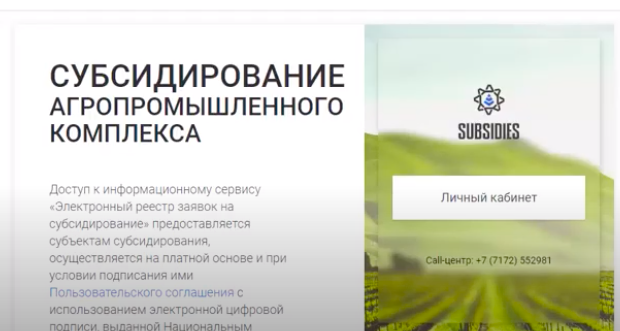 СУБСИДИРОВАНИЕ
АГРОПРОМЫШЛЕННОГО
КОМПЛЕКСА
Доступ к информационному сервису
«Электронный реестр заявок на
субсидирование» предоставляется
субъектам субсидирования,
осуществляется на платной основе и при
условии подписания ими
Пользовательского соглашения с
использованием электронной цифровой
подписи, выданной Национальным
SUBSIDIES
Личный кабинет
Call-центр: +7 (7172) 552981